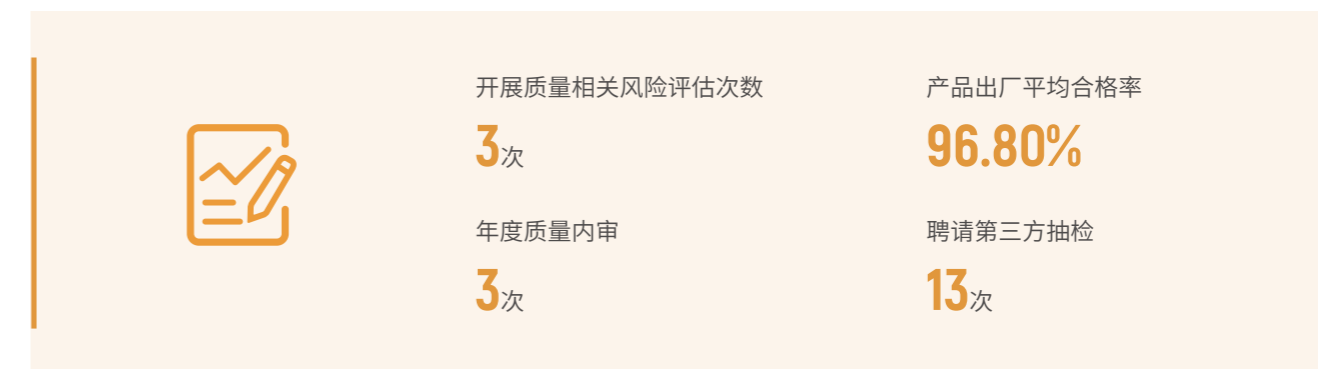 开展质量相关风险评估次数
3次
产品出厂平均合格率
96.80%
年度质量内审
3次
聘请第三方抽检
13次